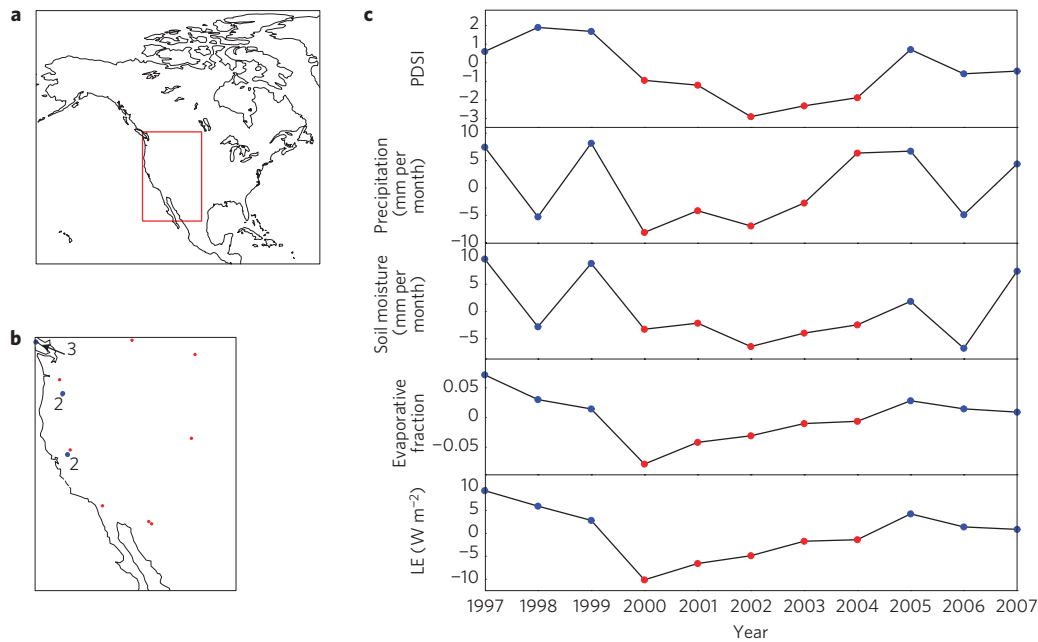 a
b
3
2
2
c
PDSI
2
1
0
−1
−2
−3
Precipitation
(mm per
month)
10
5
0
−5
−10
Soil moisture
(mm per
month)
10
5
0
−5
Evaporative
fraction
0.05
0
−0.05
LE (W m−2)
10
5
0
−5
−10
1997 1998 1999 2000 2001 2002 2003 2004 2005 2006 2007
Year